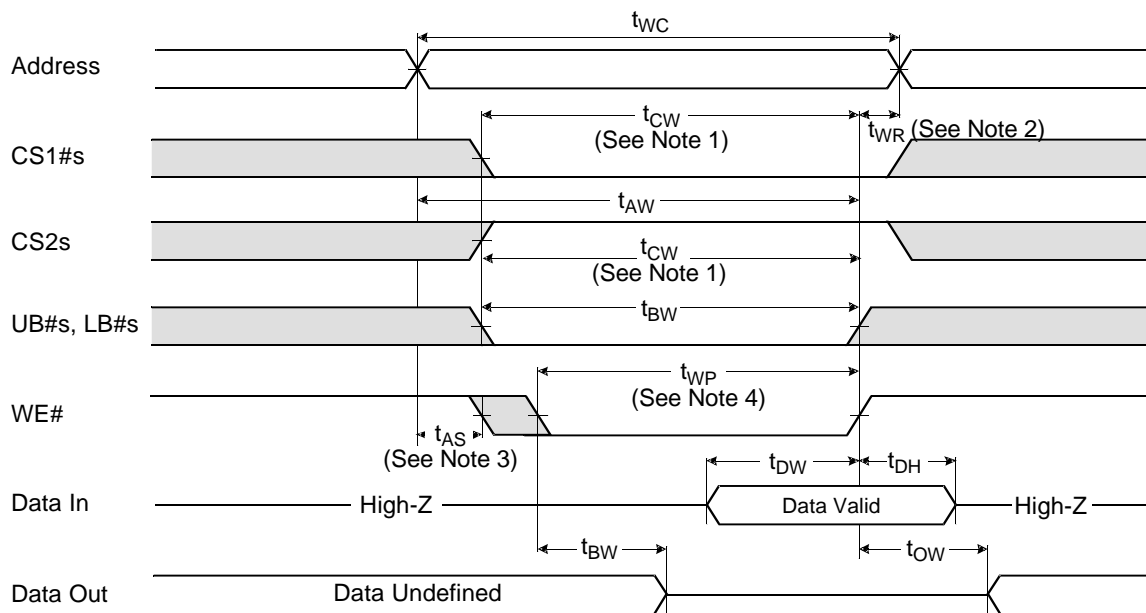 tWC
Address
tCW
(See Note 1)
tWR (See Note 2)
CS1#s
tAW
CS2s
tCW
(See Note 1)
tBW
UB#s, LB#s
tWP
(See Note 4)
WE#
tAS
(See Note 3)
tDW
tDH
Data In
High-Z
Data Valid
High-Z
tBW
tOW
Data Out
Data Undefined